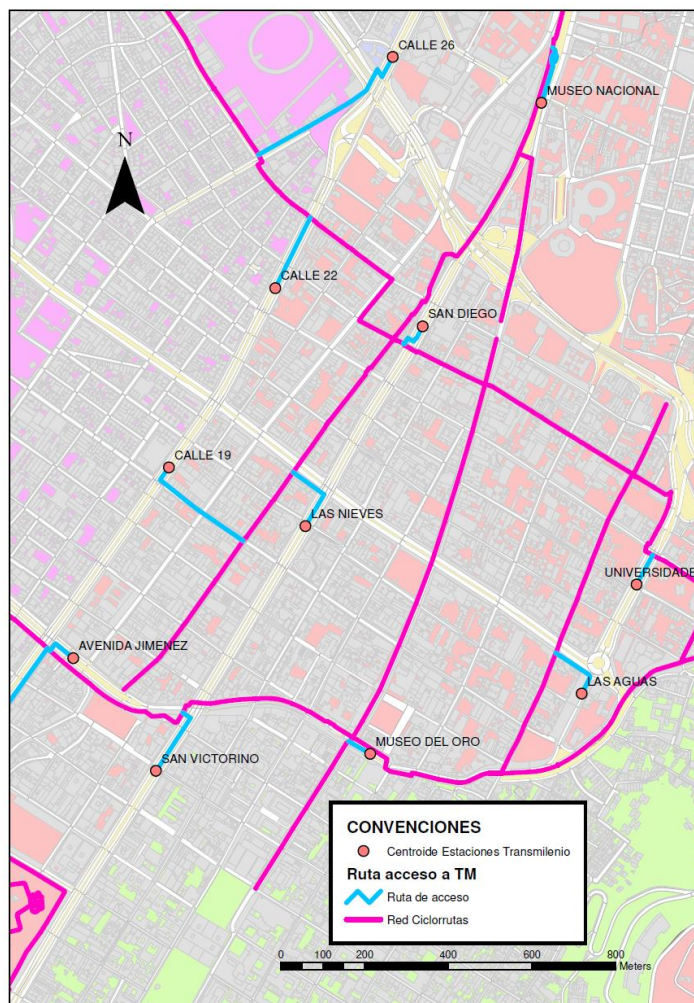 CALLE 26
MUSEO NACIONAL
N
CALLE 22
SAN DIEGO
CALLE 19
LAS NIEVES
UNIVERSIDADE
AVENIDA JIMENEZ
LAS AGUAS
MUSEO DEL ORO
SAN VICTORINO
CONVENCIONES
Centroide Estaciones Transmilenio
Ruta acceso a TM
Ruta de acceso
Red Ciclorrutas
0 200 400 600 800
Meters